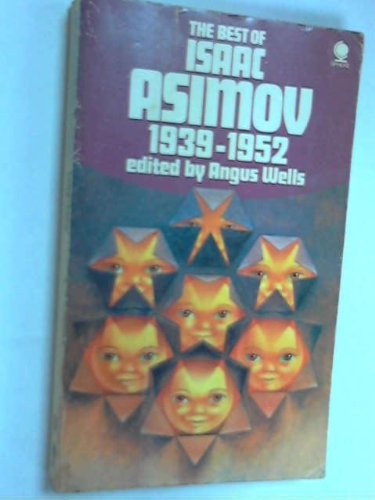 THE BEST OF
ISAAC
ASIMOV
1939-1952
edited by Angus Wells